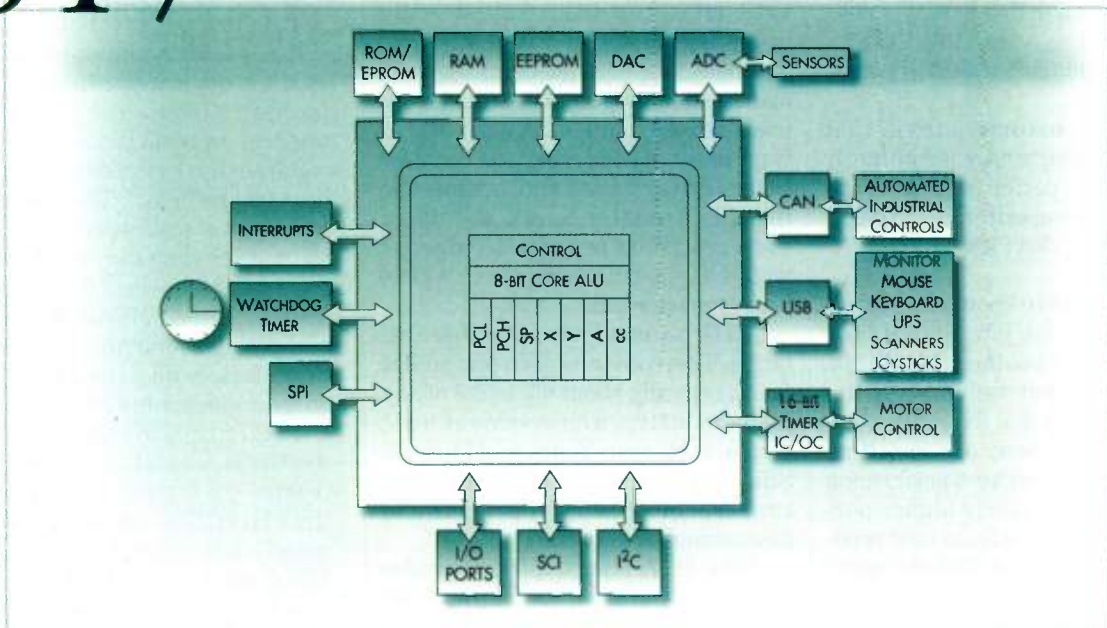 ROM/
EPROM
RAM
EEPROM
DAC
ADC
SENSORS
INTERRUPTS
WATCHDOG
TIMER
SPI
CONTROL
8-BIT CORE ALU
PCL
PCH
SP
X
Y
A
CC
CAN
AUTOMATED
INDUSTRIAL
CONTROLS
USB
MONITOR
MOUSE
KEYBOARD
UPS
SCANNERS
JOYSTICKS
16-BIT
TIMER
IC/OC
MOTOR
CONTROL
I/O
PORTS
SCI
I²C